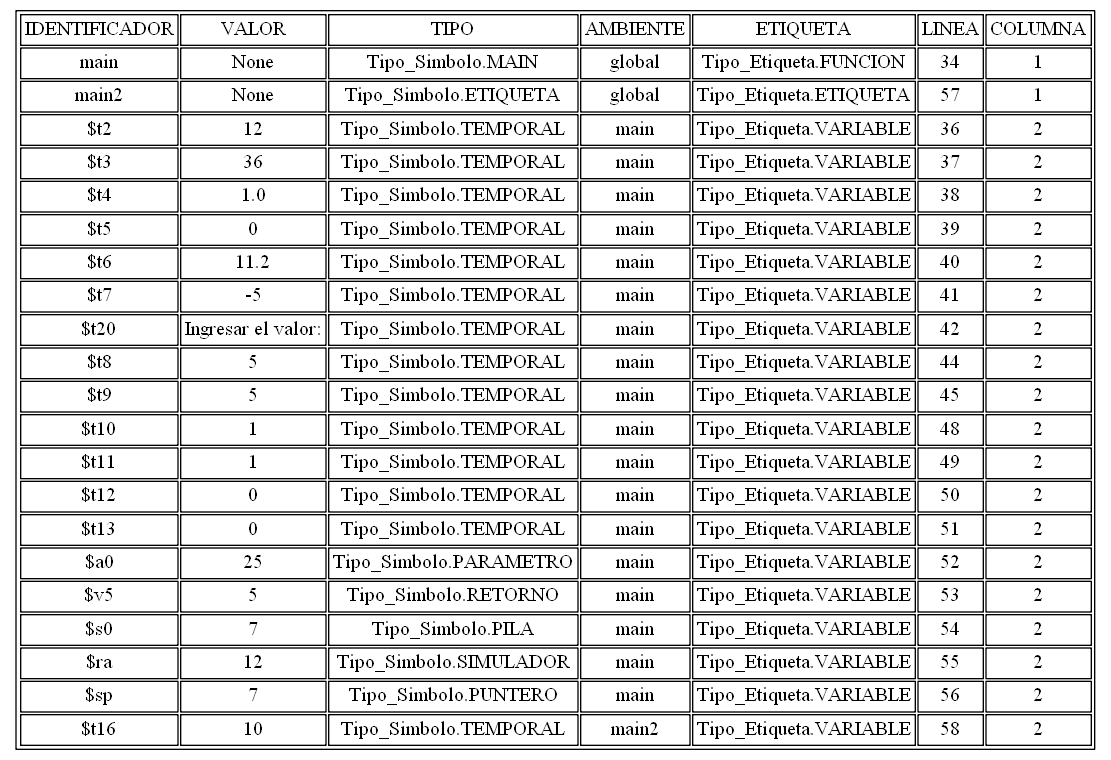 IDENTIFICADOR VALOR TIPO AMBIENTE ETIQUETA LINEA COLUMNA
main None Tipo_Simbolo.MAIN global Tipo_Etiqueta.FUNCION 34 1
main2 None Tipo_Simbolo.ETIQUETA global Tipo_Etiqueta.ETIQUETA 57 1
$t2 12 Tipo_Simbolo.TEMPORAL main Tipo_Etiqueta.VARIABLE 36 2
$t3 36 Tipo_Simbolo.TEMPORAL main Tipo_Etiqueta.VARIABLE 37 2
$t4 1.0 Tipo_Simbolo.TEMPORAL main Tipo_Etiqueta.VARIABLE 38 2
$t5 0 Tipo_Simbolo.TEMPORAL main Tipo_Etiqueta.VARIABLE 39 2
$t6 11.2 Tipo_Simbolo.TEMPORAL main Tipo_Etiqueta.VARIABLE 40 2
$t7 -5 Tipo_Simbolo.TEMPORAL main Tipo_Etiqueta.VARIABLE 41 2
$t20 Ingresar el valor: Tipo_Simbolo.TEMPORAL main Tipo_Etiqueta.VARIABLE 42 2
$t8 5 Tipo_Simbolo.TEMPORAL main Tipo_Etiqueta.VARIABLE 44 2
$t9 5 Tipo_Simbolo.TEMPORAL main Tipo_Etiqueta.VARIABLE 45 2
$t10 1 Tipo_Simbolo.TEMPORAL main Tipo_Etiqueta.VARIABLE 48 2
$t11 1 Tipo_Simbolo.TEMPORAL main Tipo_Etiqueta.VARIABLE 49 2
$t12 0 Tipo_Simbolo.TEMPORAL main Tipo_Etiqueta.VARIABLE 50 2
$t13 0 Tipo_Simbolo.TEMPORAL main Tipo_Etiqueta.VARIABLE 51 2
$a0 25 Tipo_Simbolo.PARAMETRO main Tipo_Etiqueta.VARIABLE 52 2
$v5 5 Tipo_Simbolo.RETORNO main Tipo_Etiqueta.VARIABLE 53 2
$s0 7 Tipo_Simbolo.PILA main Tipo_Etiqueta.VARIABLE 54 2
$ra 12 Tipo_Simbolo.SIMULADOR main Tipo_Etiqueta.VARIABLE 55 2
$sp 7 Tipo_Simbolo.PUNTERO main Tipo_Etiqueta.VARIABLE 56 2
$t16 10 Tipo_Simbolo.TEMPORAL main2 Tipo_Etiqueta.VARIABLE 58 2